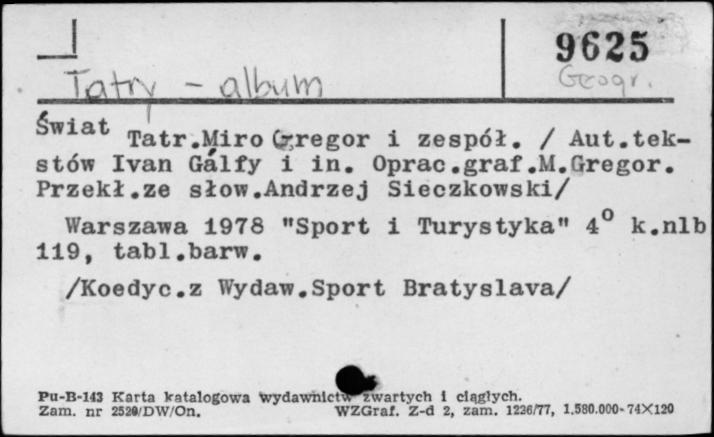 9625
Tatry - album
Geogr.
Świat Tatr.Miro Gregor i zespół. / Aut.tek-
stów Ivan Gálfy i in. Oprac.graf.M.Gregor.
Przekł.ze słow.Andrzej Sieczkowski/
Warszawa 1978 "Sport i Turystyka" 4° k.nlb
119, tabl.barw.
/Koedyc.z Wydaw.Sport Bratyslava/
Pu-B-143 Karta katalogowa wydawnictw zwartych i ciągłych.
Zam. nr 2520/DW/On. WZGraf. Z-d 2, zam. 1226/77, 1.580.000-74X120